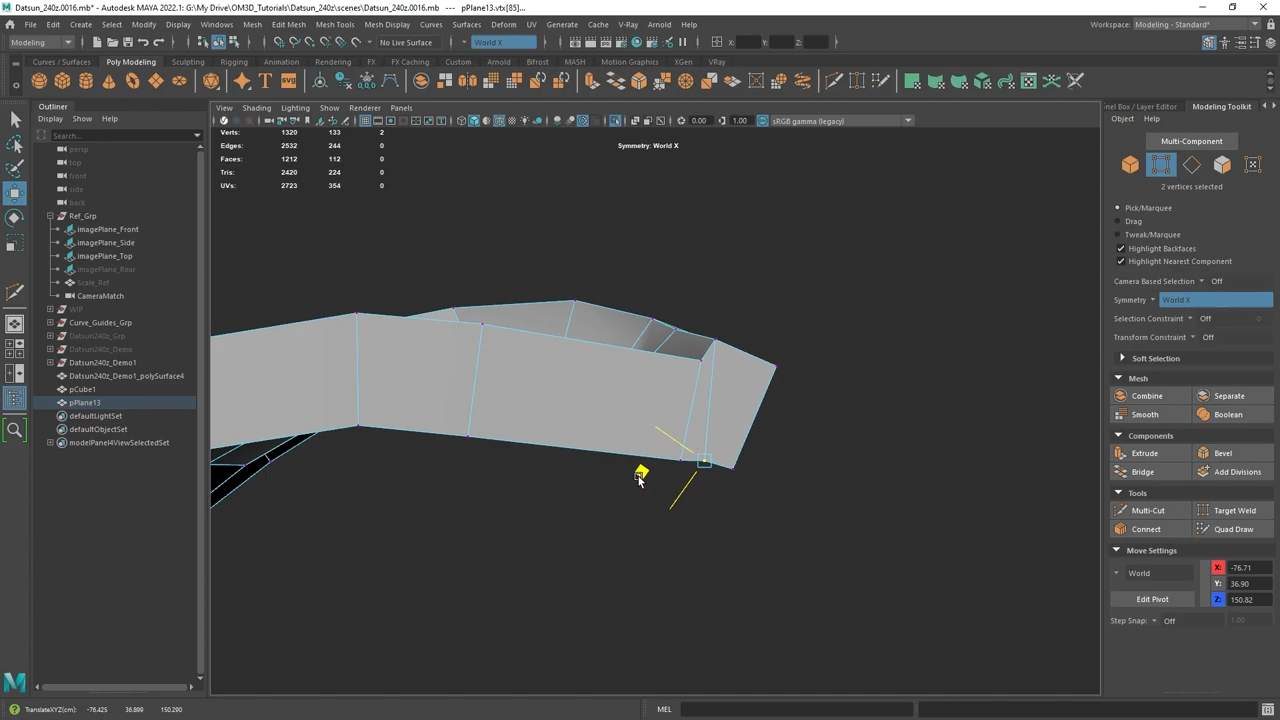 Datsun_240z.mb* - Autodesk MAYA 2022.1: G:\My Drive\OM3D_Tutorials\Datsun_240z\scenes\Datsun_240z.0016.mb --- pPlane13.vtx[85]...
File Edit Create Select Modify Display Windows Mesh Edit Mesh Mesh Tools Mesh Display Curves Surfaces Deform UV Generate Cache V-Ray Arnold Help
Workspace: Modeling - Standard*
Modeling No Live Surface World X X: Y: Z:
Curves / Surfaces Poly Modeling Sculpting Rigging Animation Rendering FX FX Caching Custom Arnold Bifrost MASH Motion Graphics XGen VRay
Outliner
Display Show Help
Search...
persp
top
front
side
back
Ref_Grp
imagePlane_Front
imagePlane_Side
imagePlane_Top
imagePlane_Rear
Scale_Ref
CameraMatch
WIP
Curve_Guides_Grp
Datsun240z_Grp
Datsun240z_Demo
Datsun240z_Demo1
Datsun240z_Demo1_polySurface4
pCube1
pPlane13
defaultLightSet
defaultObjectSet
modelPanel4ViewSelectedSet
View Shading Lighting Show Renderer Panels
0.00 1.00 sRGB gamma (legacy)
Verts: 1320 133 2
Edges: 2532 244 0
Faces: 1212 112 0
Tris: 2420 224 0
UVs: 2723 354 0
Symmetry: World X
nel Box / Layer Editor Modeling Toolkit
Object Help
Multi-Component
2 vertices selected
Pick/Marquee
Drag
Tweak/Marquee
Highlight Backfaces
Highlight Nearest Component
Camera Based Selection Off
Symmetry World X
Selection Constraint Off 0
Transform Constraint Off
Soft Selection
Mesh
Combine Separate
Smooth Boolean
Components
Extrude Bevel
Bridge Add Divisions
Tools
Multi-Cut Target Weld
Connect Quad Draw
Move Settings
World
X: -76.71
Y: 36.90
Z: 150.82
Edit Pivot
Step Snap: Off 1.00
TranslateXYZ(cm): -76.425 36.899 150.290
MEL